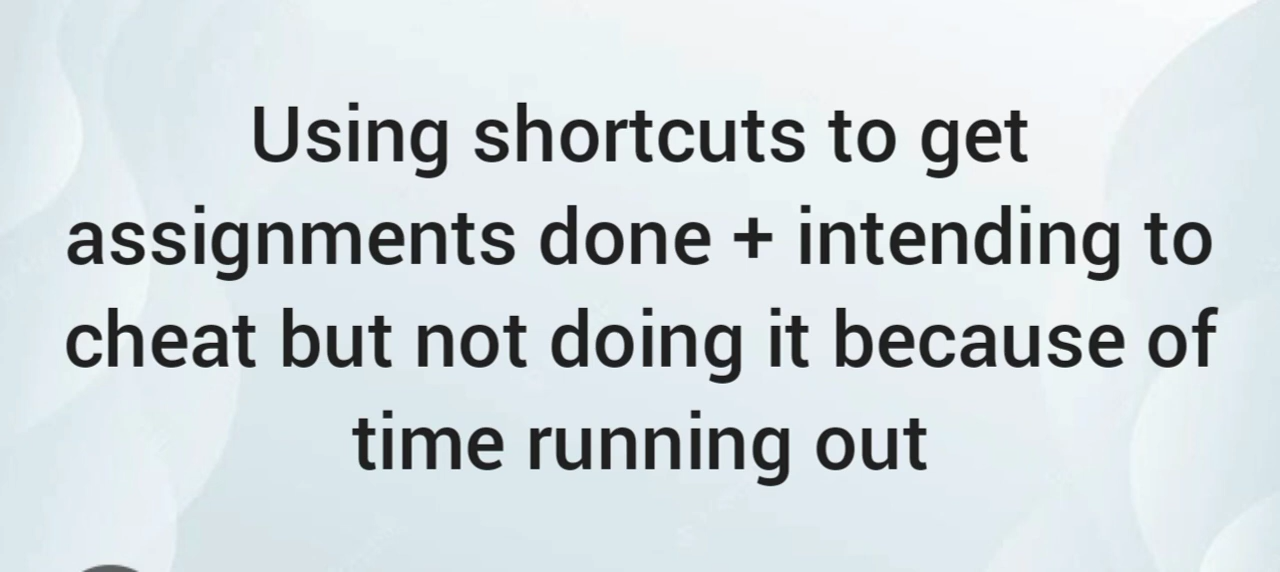 Using shortcuts to get
assignments done + intending to
cheat but not doing it because of
time running out